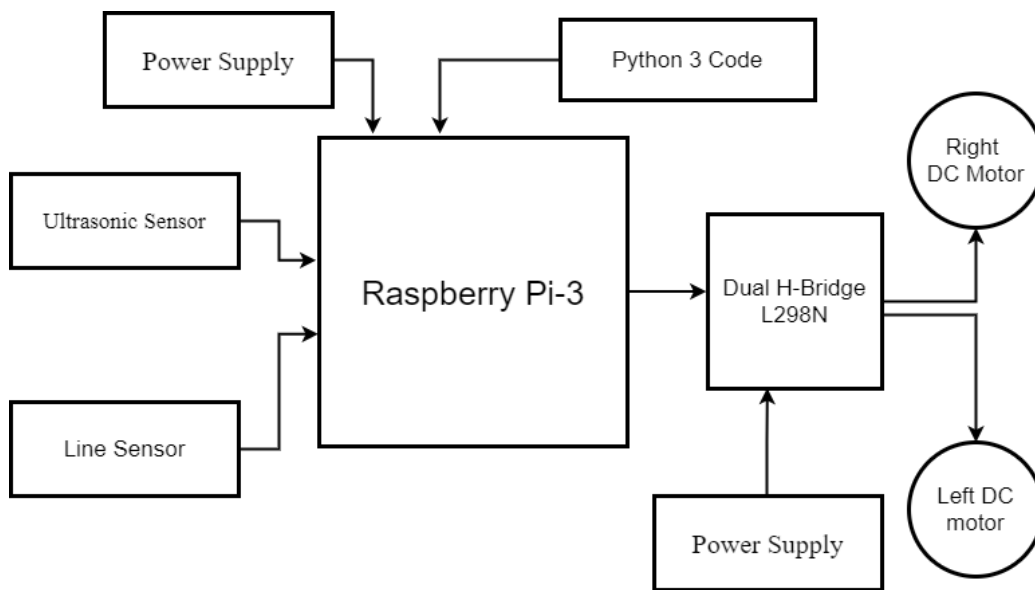 Power Supply
Python 3 Code
Right
DC Motor
Ultrasonic Sensor
Raspberry Pi-3
Dual H-Bridge
L298N
Line Sensor
Left DC
motor
Power Supply